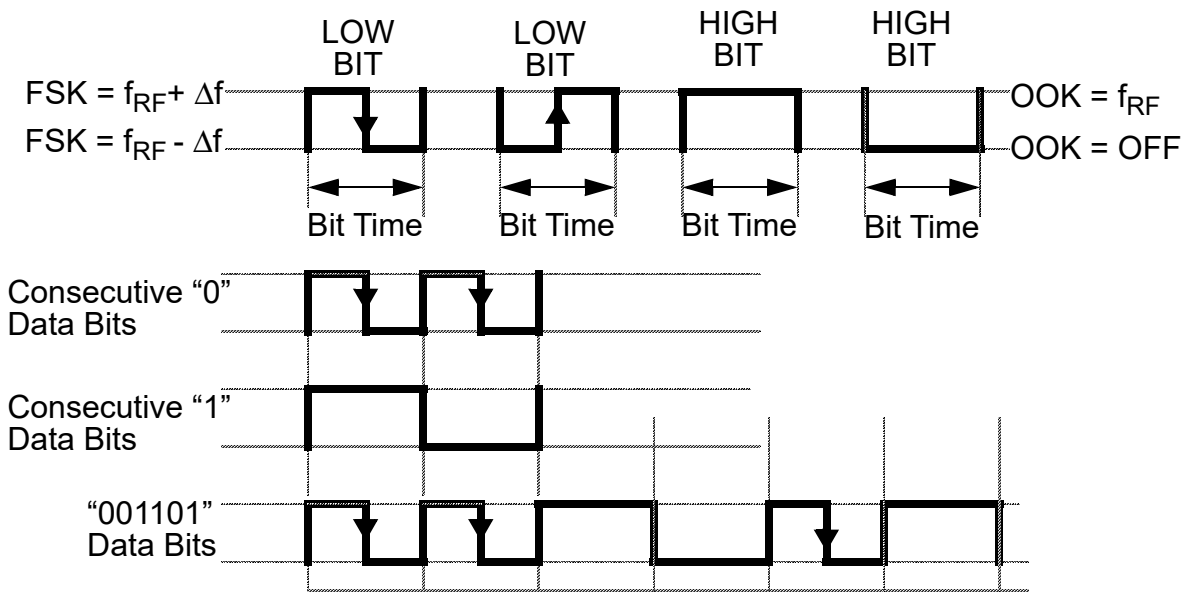 LOW
BIT
LOW
BIT
HIGH
BIT
HIGH
BIT
FSK = fRF+ Δf
OOK = fRF
FSK = fRF - Δf
OOK = OFF
Bit Time
Bit Time
Bit Time
Bit Time
Consecutive “0”
Data Bits
Consecutive “1”
Data Bits
“001101”
Data Bits